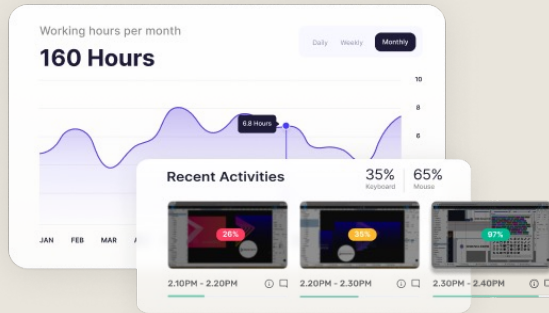 Working hours per month
160 Hours
Daily Weekly Monthly
10
8
6.8 Hours
6
JAN FEB MAR
Recent Activities
35% 65%
Keyboard Mouse
26% 35% 97%
2.10PM - 2.20PM 2.20PM - 2.30PM 2.30PM - 2.40PM